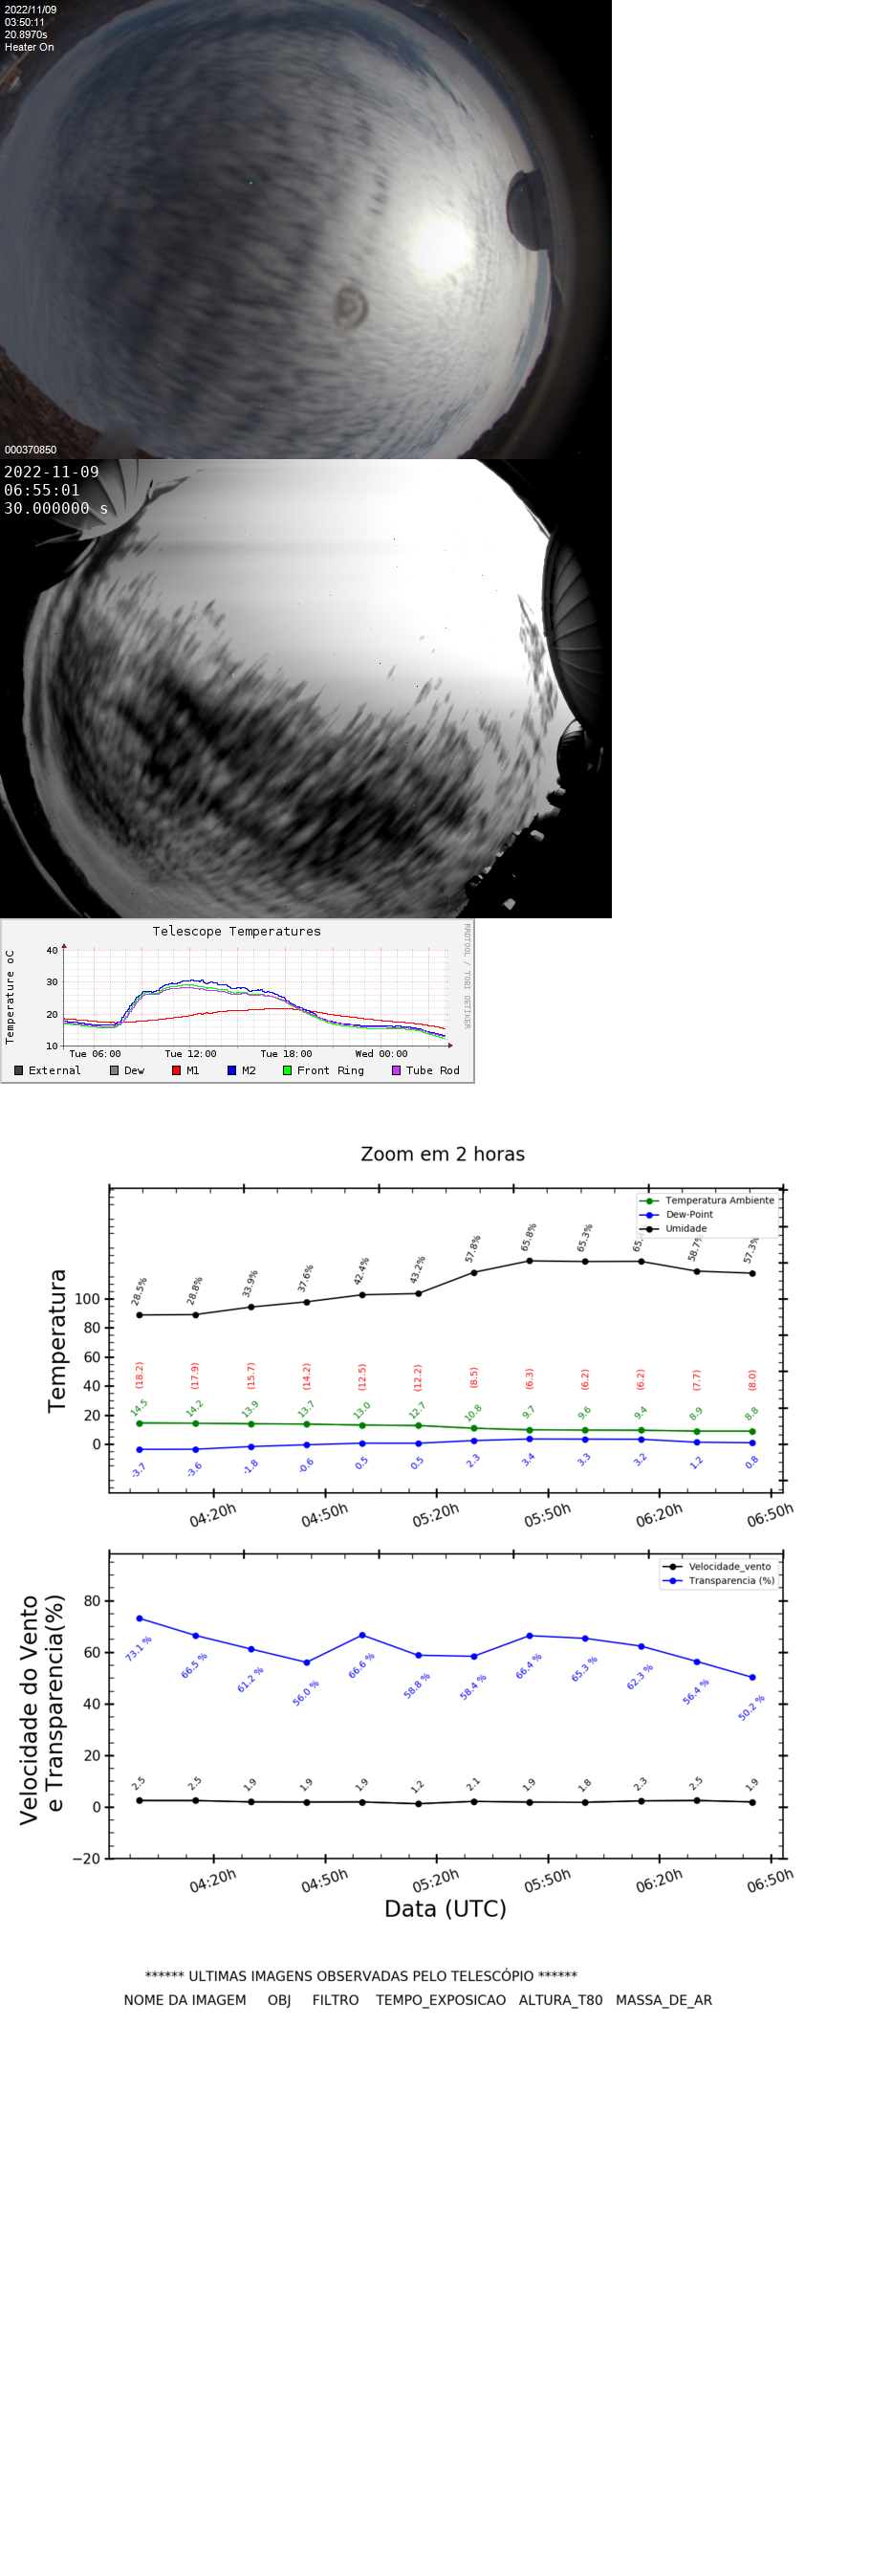 2022/11/09
03:50:11
20.8970s
Heater On
000370850
2022-11-09
06:55:01
30.000000 s
Telescope Temperatures
RRDTOOL / TOBI OETIKER
Temperature oC
40
30
20
10
Tue 06:00 Tue 12:00 Tue 18:00 Wed 00:00
External Dew M1 M2 Front Ring Tube Rod
Zoom em 2 horas
Temperatura Ambiente
Dew-Point
Umidade
28.5% 28.8% 33.9% 37.6% 42.4% 43.2% 57.8% 65.8% 65.3% 58.7% 57.3%
Temperatura
100
80
60
40
20
0
(18.2) (17.9) (15.7) (14.2) (12.5) (12.2) (8.5) (6.3) (6.2) (6.2) (7.7) (8.0)
14.5 14.2 13.9 13.7 13.0 12.7 10.8 9.7 9.6 9.4 8.9 8.8
-3.7 -3.6 -1.8 -0.6 0.5 0.5 2.3 3.4 3.3 3.2 1.2 0.8
04:20h 04:50h 05:20h 05:50h 06:20h 06:50h
Velocidade_vento
Transparencia (%)
Velocidade do Vento
e Transparencia(%)
80
60
40
20
0
−20
73.1 % 66.5 % 61.2 % 56.0 % 66.6 % 58.8 % 58.4 % 66.4 % 65.3 % 62.3 % 56.4 % 50.2 %
2.5 2.5 1.9 1.9 1.9 1.2 2.1 1.9 1.8 2.3 2.5 1.9
04:20h 04:50h 05:20h 05:50h 06:20h 06:50h
Data (UTC)
****** ULTIMAS IMAGENS OBSERVADAS PELO TELESCÓPIO ******
NOME DA IMAGEM OBJ FILTRO TEMPO_EXPOSICAO ALTURA_T80 MASSA_DE_AR